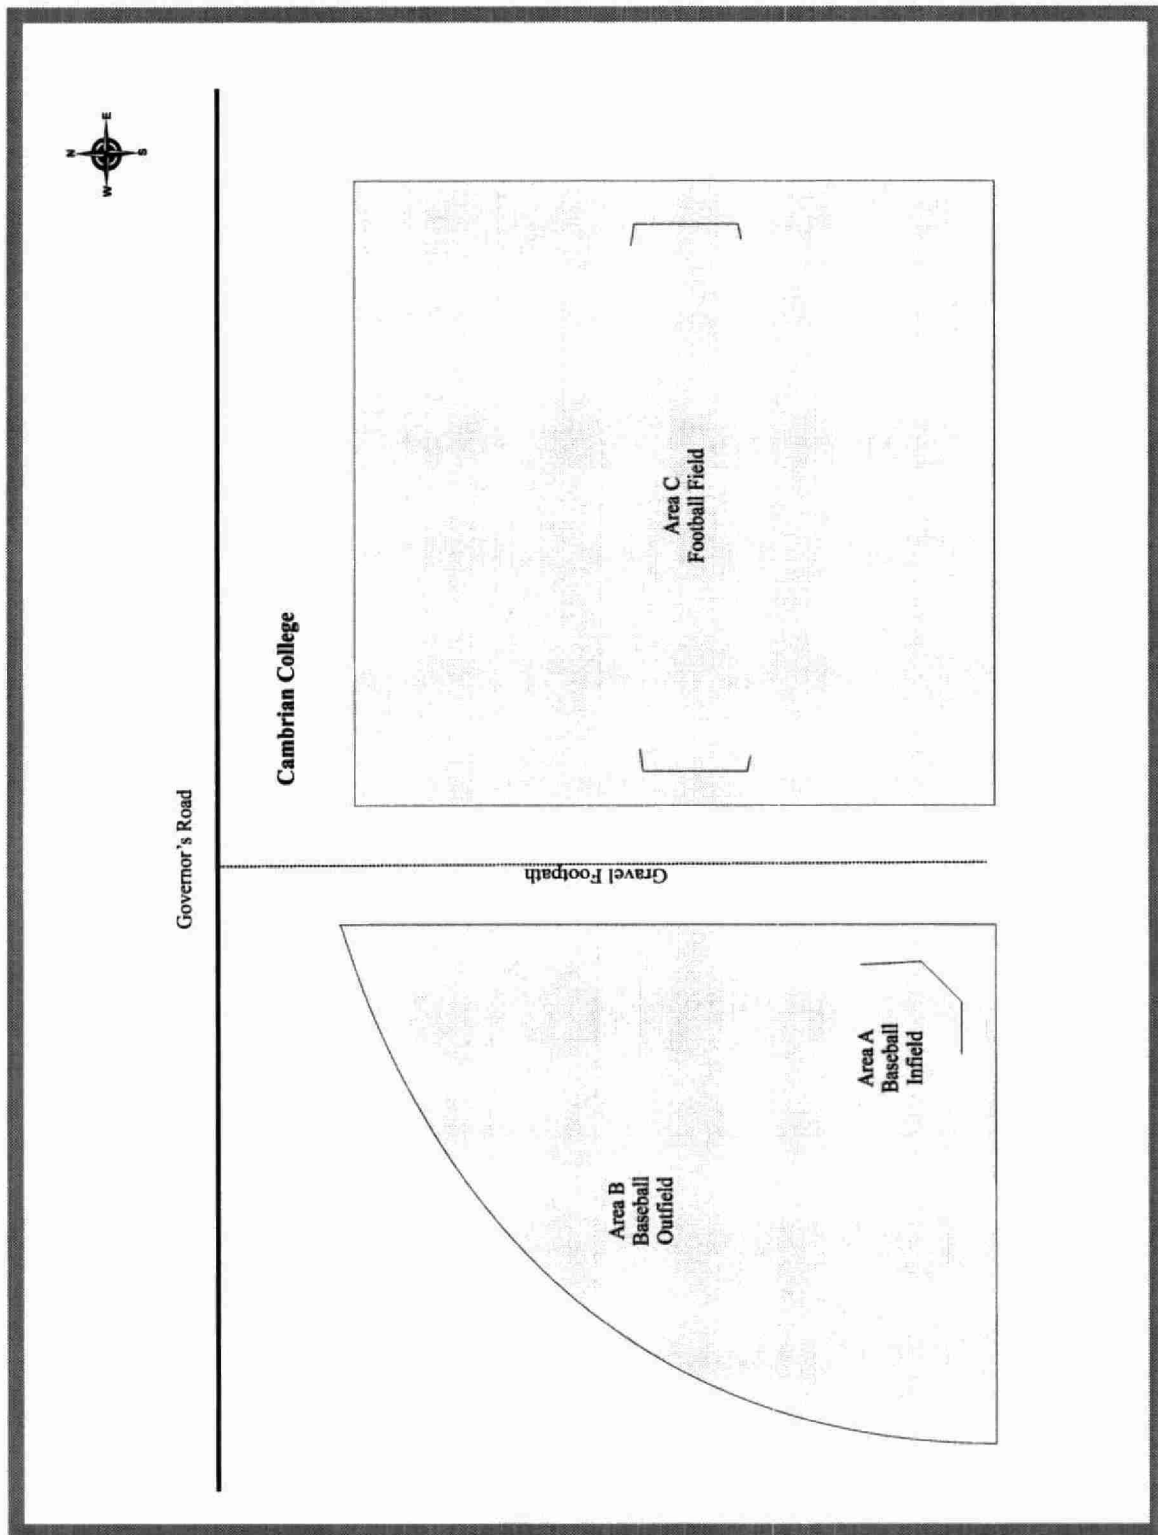 N
W
E
S
Governor's Road
Cambrian College
Area B
Baseball
Outfield
Area A
Baseball
Infield
Gravel Footpath
Area C
Football Field